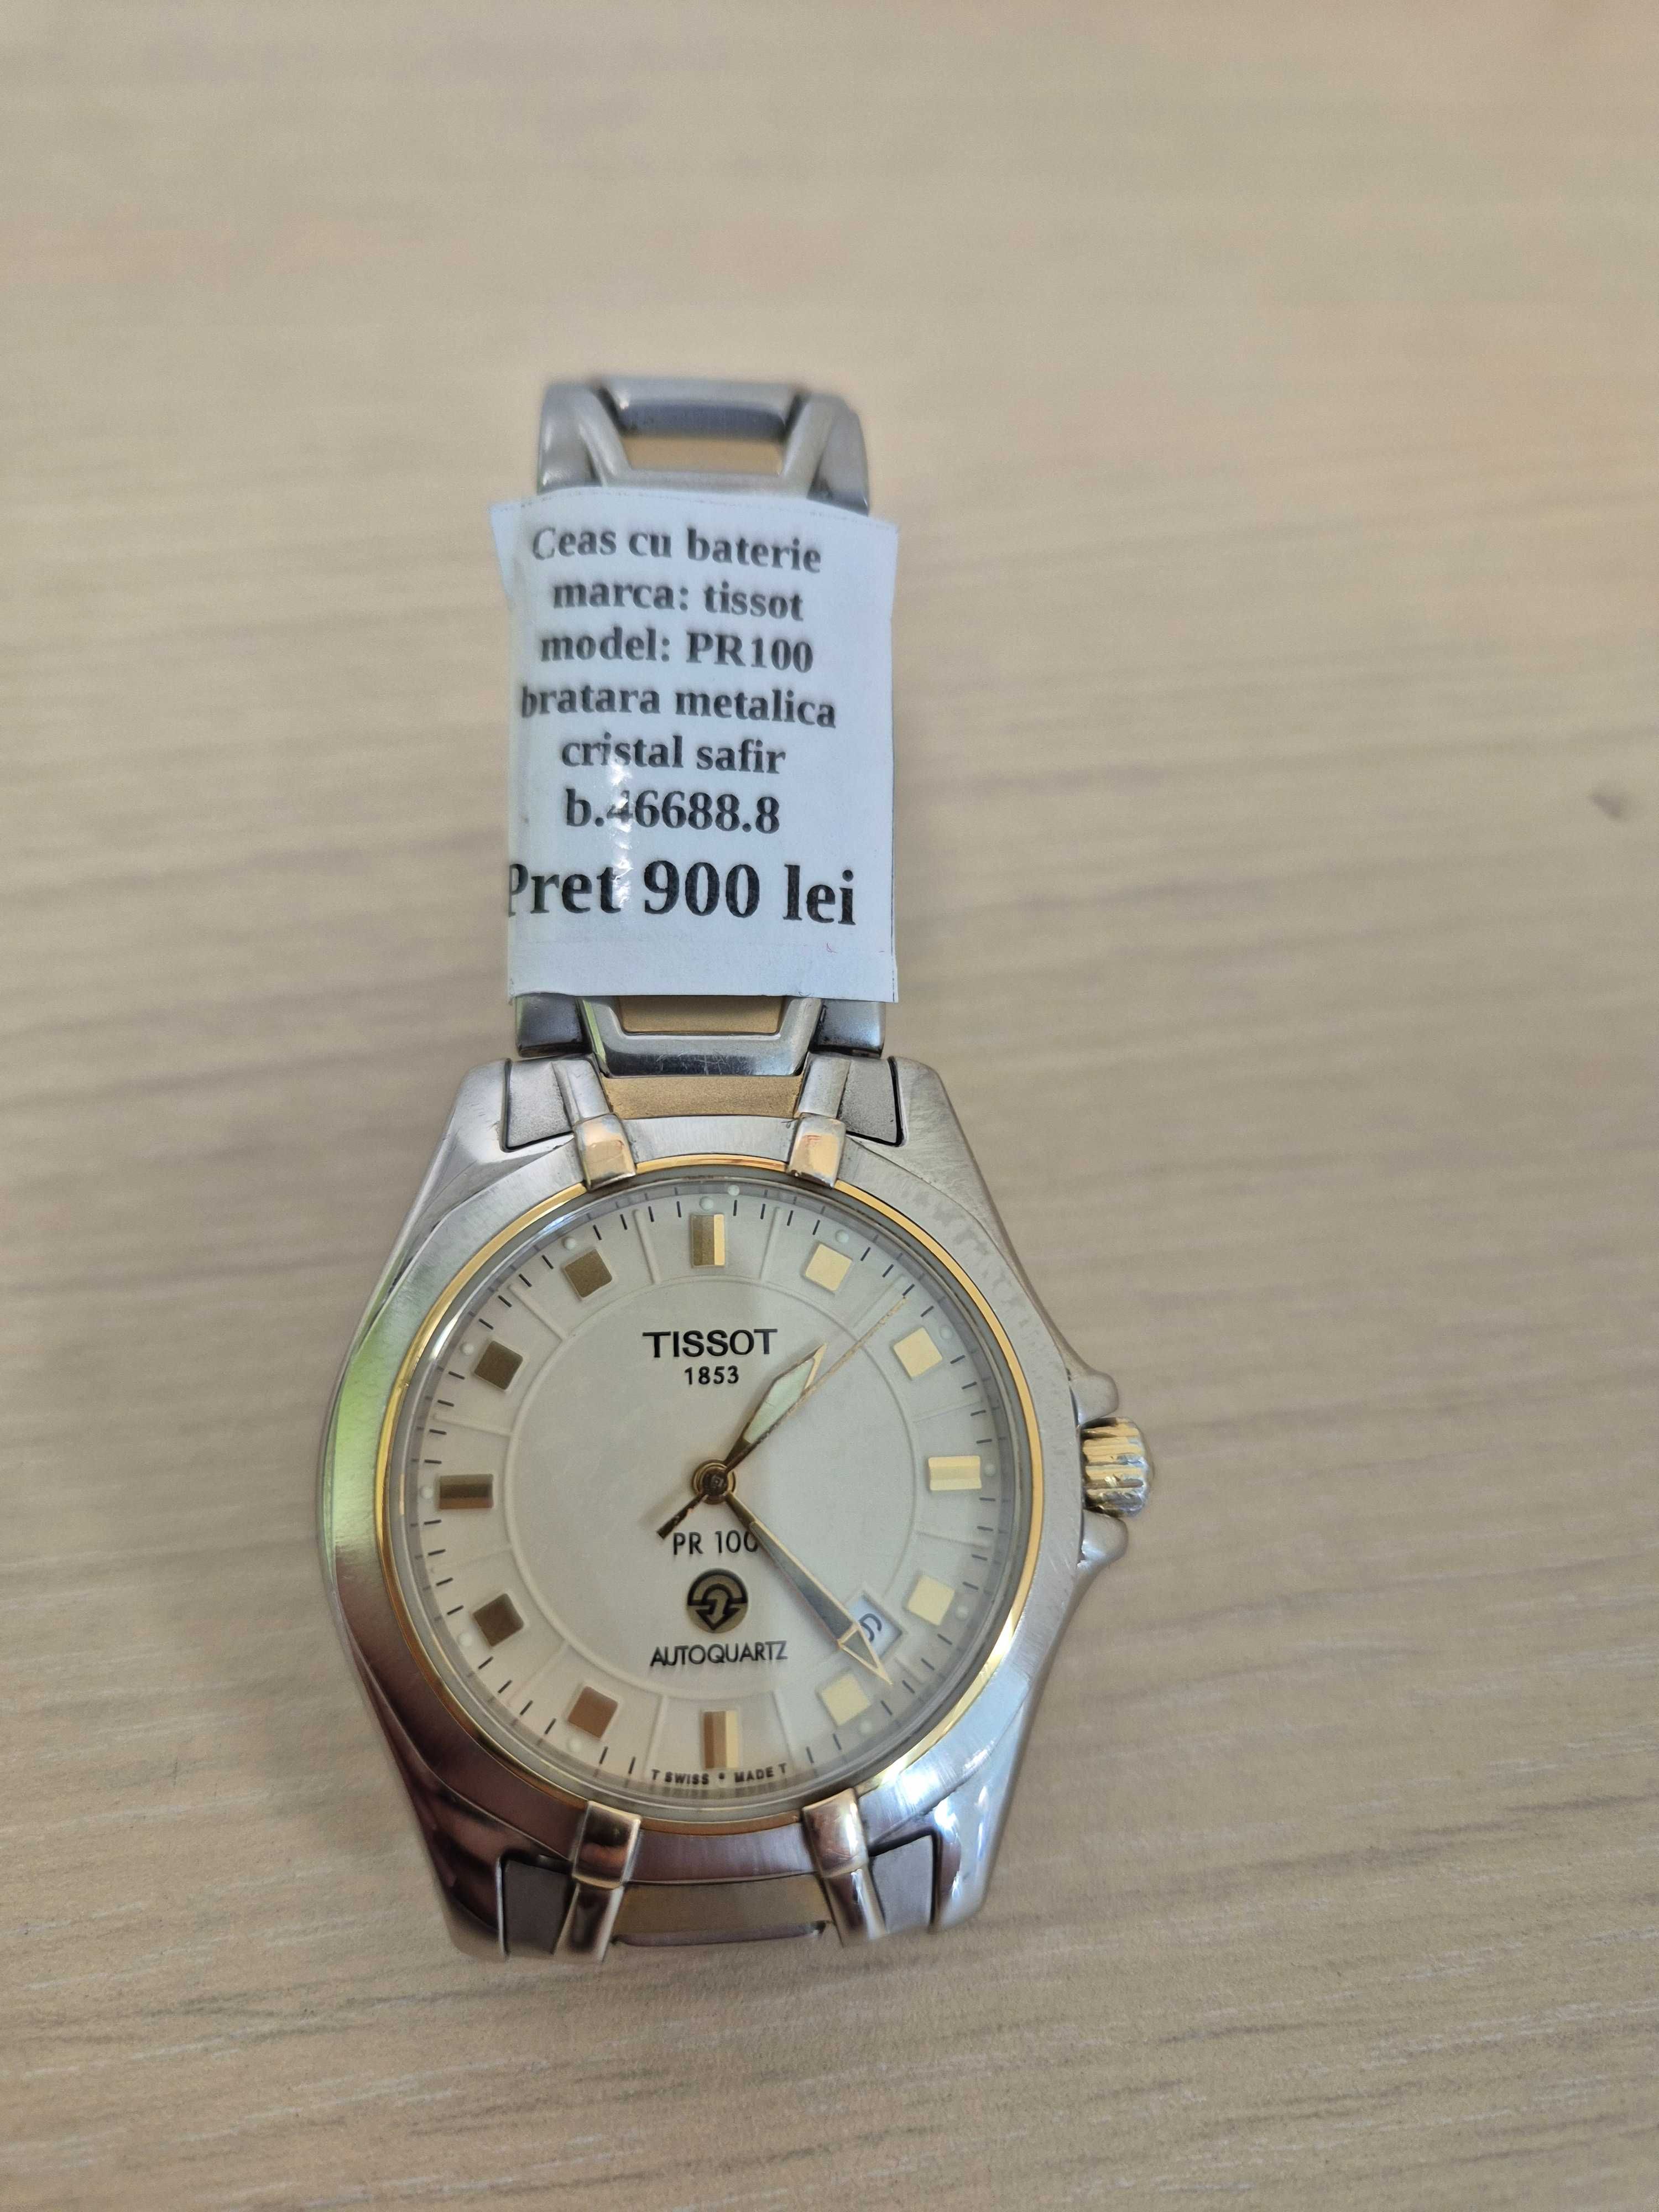 Ceas cu baterie
marca: tissot
model: PR100
bratara metalica
cristal safir
b.46688.8
Pret 900 lei
TISSOT
1853
PR 100
AUTOQUARTZ
T SWISS MADE T